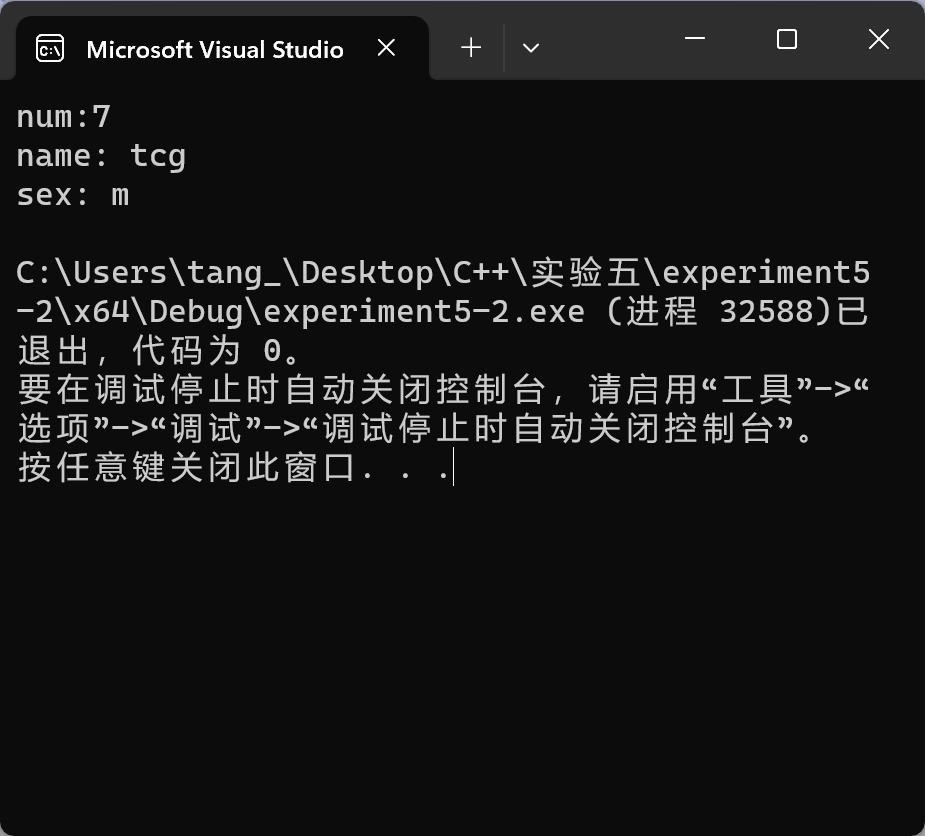 Microsoft Visual Studio
num:7
name: tcg
sex: m
C:\Users\tang_\Desktop\C++\实验五\experiment5
-2\x64\Debug\experiment5-2.exe (进程 32588)已
退出，代码为 0。
要在调试停止时自动关闭控制台，请启用“工具”->“
选项”->“调试”->“调试停止时自动关闭控制台”。
按任意键关闭此窗口. . .